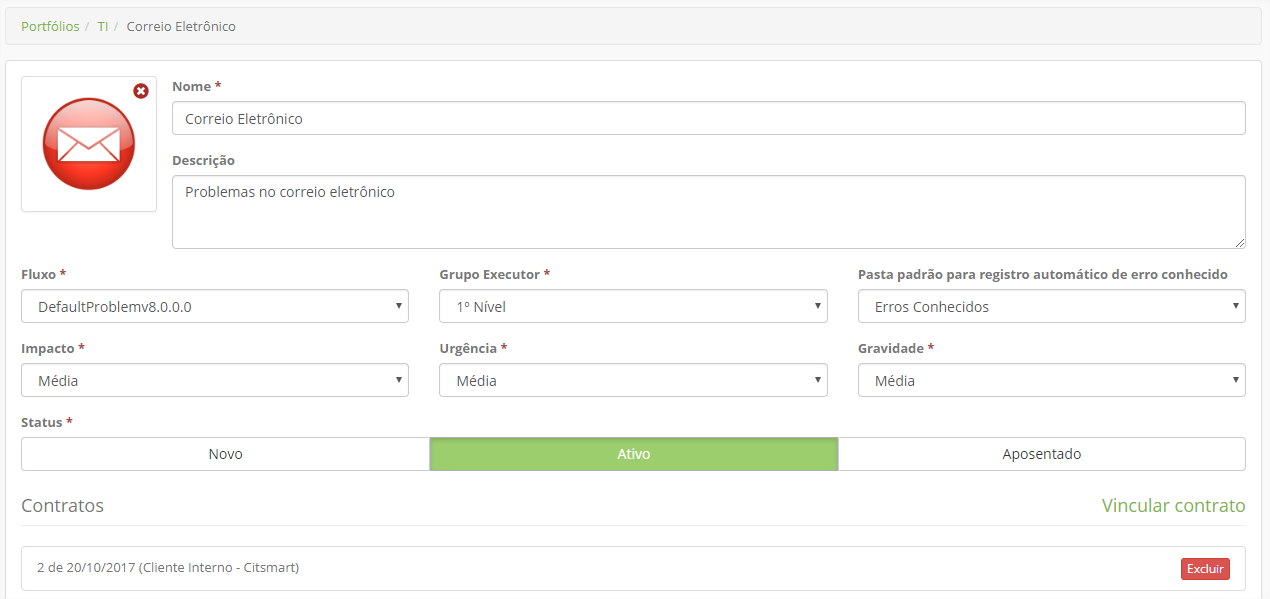 Portfólios / TI / Correio Eletrônico
Nome *
Correio Eletrônico
Descrição
Problemas no correio eletrônico
Fluxo * Grupo Executor * Pasta padrão para registro automático de erro conhecido
DefaultProblemv8.0.0.0 1º Nível Erros Conhecidos
Impacto * Urgência * Gravidade *
Média Média Média
Status *
Novo Ativo Aposentado
Contratos Vincular contrato
2 de 20/10/2017 (Cliente Interno - Citsmart) Excluir